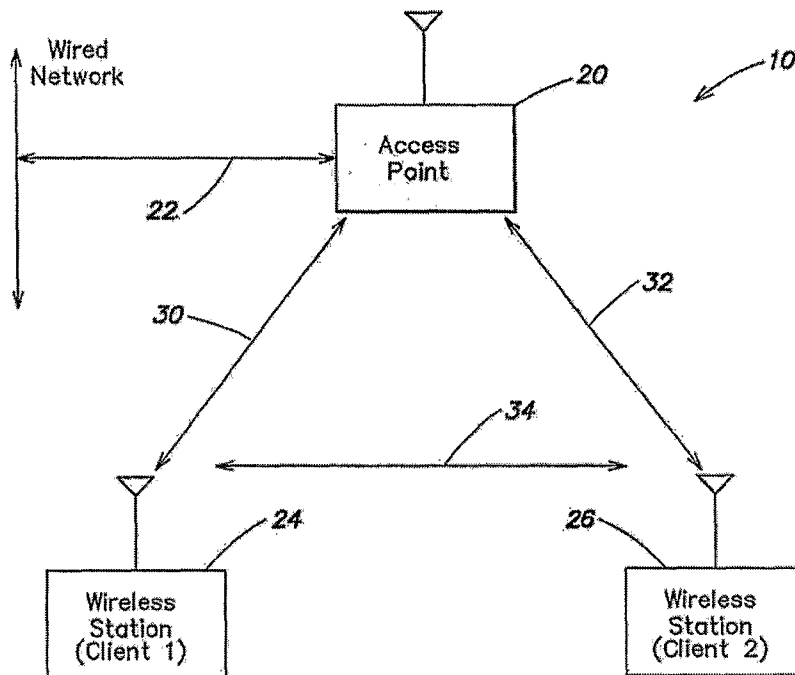 Wired
Network
20
10
Access
Point
22
30
32
34
24
26
Wireless
Station
(Client 1)
Wireless
Station
(Client 2)